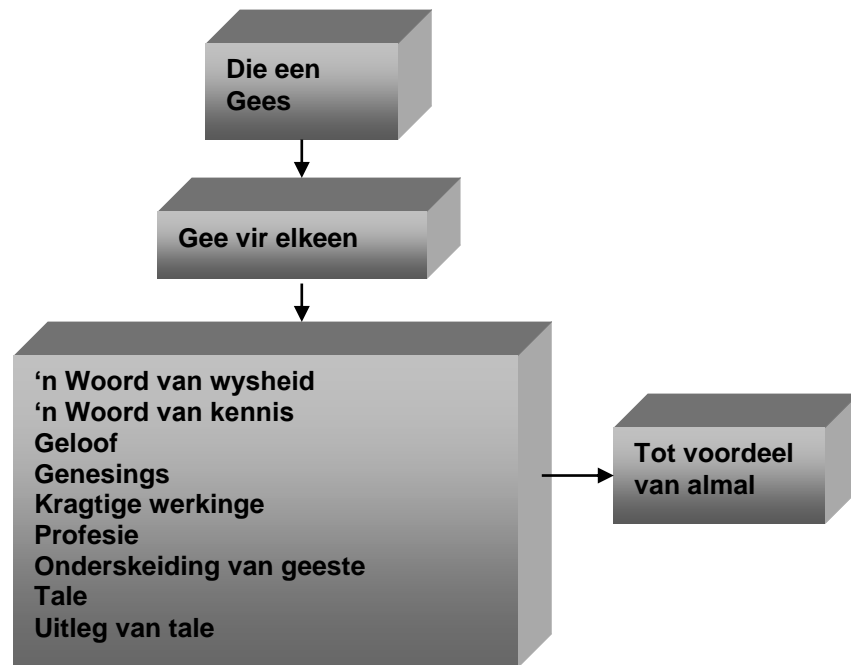 Die een
Gees
Gee vir elkeen
‘n Woord van wysheid
‘n Woord van kennis
Geloof
Genesings
Kragtige werkinge
Profesie
Onderskeiding van geeste
Tale
Uitleg van tale
Tot voordeel
van almal